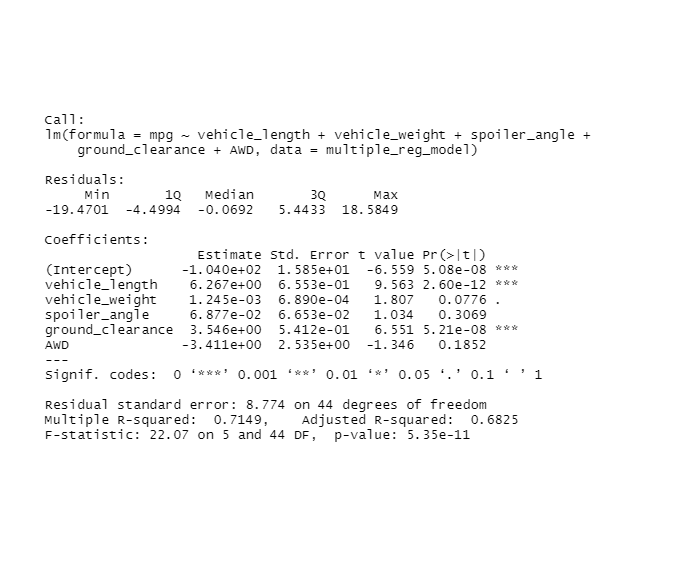 Call:
lm(formula = mpg ~ vehicle_length + vehicle_weight + spoiler_angle +
    ground_clearance + AWD, data = multiple_reg_model)

Residuals:
     Min       1Q   Median       3Q      Max
-19.4701  -4.4994  -0.0692   5.4433  18.5849

Coefficients:
                   Estimate Std. Error t value Pr(>|t|)
(Intercept)      -1.040e+02  1.585e+01  -6.559 5.08e-08 ***
vehicle_length    6.267e+00  6.553e-01   9.563 2.60e-12 ***
vehicle_weight    1.245e-03  6.890e-04   1.807   0.0776 .
spoiler_angle     6.877e-02  6.653e-02   1.034   0.3069
ground_clearance  3.546e+00  5.412e-01   6.551 5.21e-08 ***
AWD              -3.411e+00  2.535e+00  -1.346   0.1852
---
Signif. codes:  0 ‘***’ 0.001 ‘**’ 0.01 ‘*’ 0.05 ‘.’ 0.1 ‘ ’ 1

Residual standard error: 8.774 on 44 degrees of freedom
Multiple R-squared:  0.7149,    Adjusted R-squared:  0.6825
F-statistic: 22.07 on 5 and 44 DF,  p-value: 5.35e-11